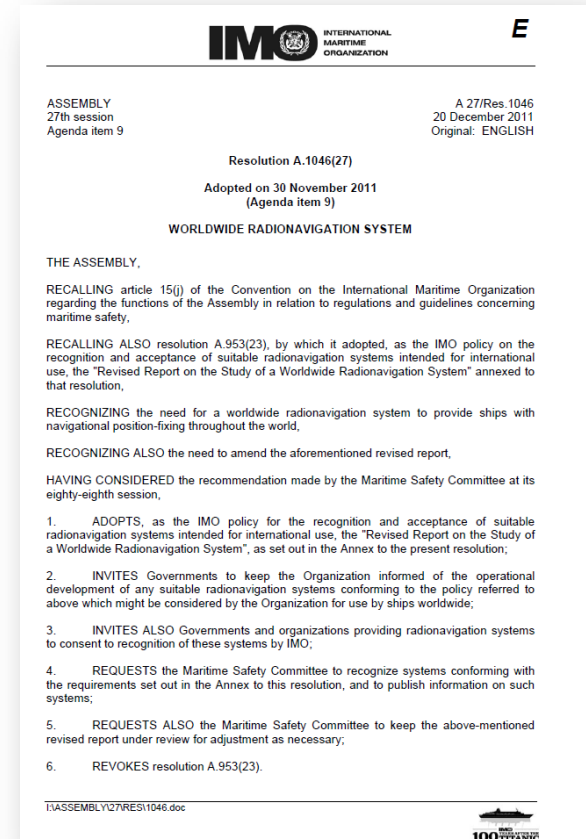 IMO INTERNATIONAL
MARITIME
ORGANIZATION
E
ASSEMBLY
27th session
Agenda item 9
A 27/Res.1046
20 December 2011
Original: ENGLISH
Resolution A.1046(27)
Adopted on 30 November 2011
(Agenda item 9)
WORLDWIDE RADIONAVIGATION SYSTEM
THE ASSEMBLY,
RECALLING article 15(j) of the Convention on the International Maritime Organization
regarding the functions of the Assembly in relation to regulations and guidelines concerning
maritime safety,
RECALLING ALSO resolution A.953(23), by which it adopted, as the IMO policy on the
recognition and acceptance of suitable radionavigation systems intended for international
use, the "Revised Report on the Study of a Worldwide Radionavigation System" annexed to
that resolution,
RECOGNIZING the need for a worldwide radionavigation system to provide ships with
navigational position-fixing throughout the world,
RECOGNIZING ALSO the need to amend the aforementioned revised report,
HAVING CONSIDERED the recommendation made by the Maritime Safety Committee at its
eighty-eighth session,
1. ADOPTS, as the IMO policy for the recognition and acceptance of suitable
radionavigation systems intended for international use, the "Revised Report on the Study of
a Worldwide Radionavigation System", as set out in the Annex to the present resolution;
2. INVITES Governments to keep the Organization informed of the operational
development of any suitable radionavigation systems conforming to the policy referred to
above which might be considered by the Organization for use by ships worldwide;
3. INVITES ALSO Governments and organizations providing radionavigation systems
to consent to recognition of these systems by IMO;
4. REQUESTS the Maritime Safety Committee to recognize systems conforming with
the requirements set out in the Annex to this resolution, and to publish information on such
systems;
5. REQUESTS ALSO the Maritime Safety Committee to keep the above-mentioned
revised report under review for adjustment as necessary;
6. REVOKES resolution A.953(23).
I:\ASSEMBLY\27\RES\1046.doc
IMO
100 YEARS AFTER THE
TITANIC